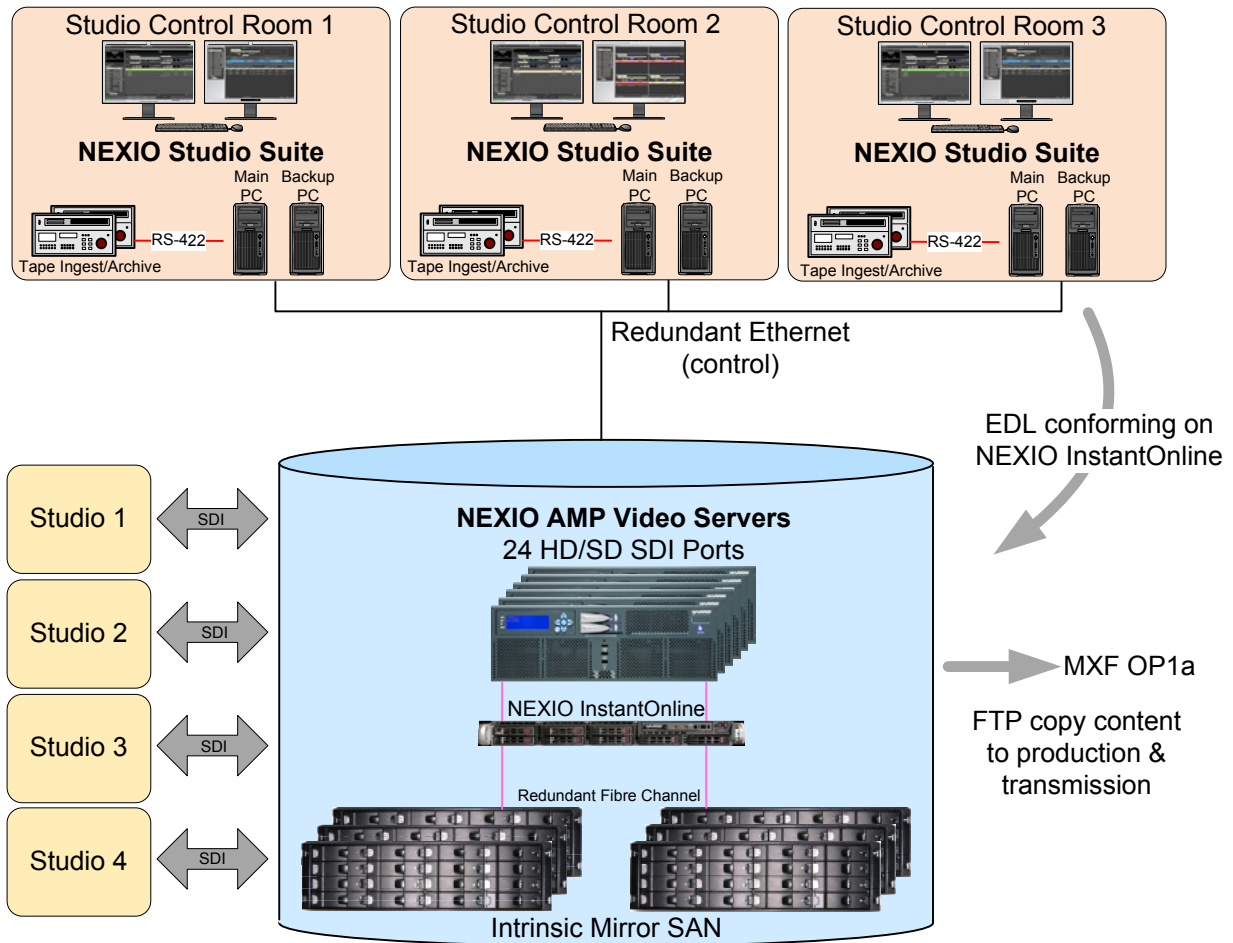 Studio Control Room 1
NEXIO Studio Suite
Main
PC
Backup
PC
RS-422
Tape Ingest/Archive
Studio Control Room 2
NEXIO Studio Suite
Main
PC
Backup
PC
RS-422
Tape Ingest/Archive
Studio Control Room 3
NEXIO Studio Suite
Main
PC
Backup
PC
RS-422
Tape Ingest/Archive
Redundant Ethernet
(control)
EDL conforming on
NEXIO InstantOnline
Studio 1
SDI
Studio 2
SDI
Studio 3
SDI
Studio 4
SDI
NEXIO AMP Video Servers
24 HD/SD SDI Ports
NEXIO InstantOnline
Redundant Fibre Channel
Intrinsic Mirror SAN
MXF OP1a
FTP copy content
to production &
transmission